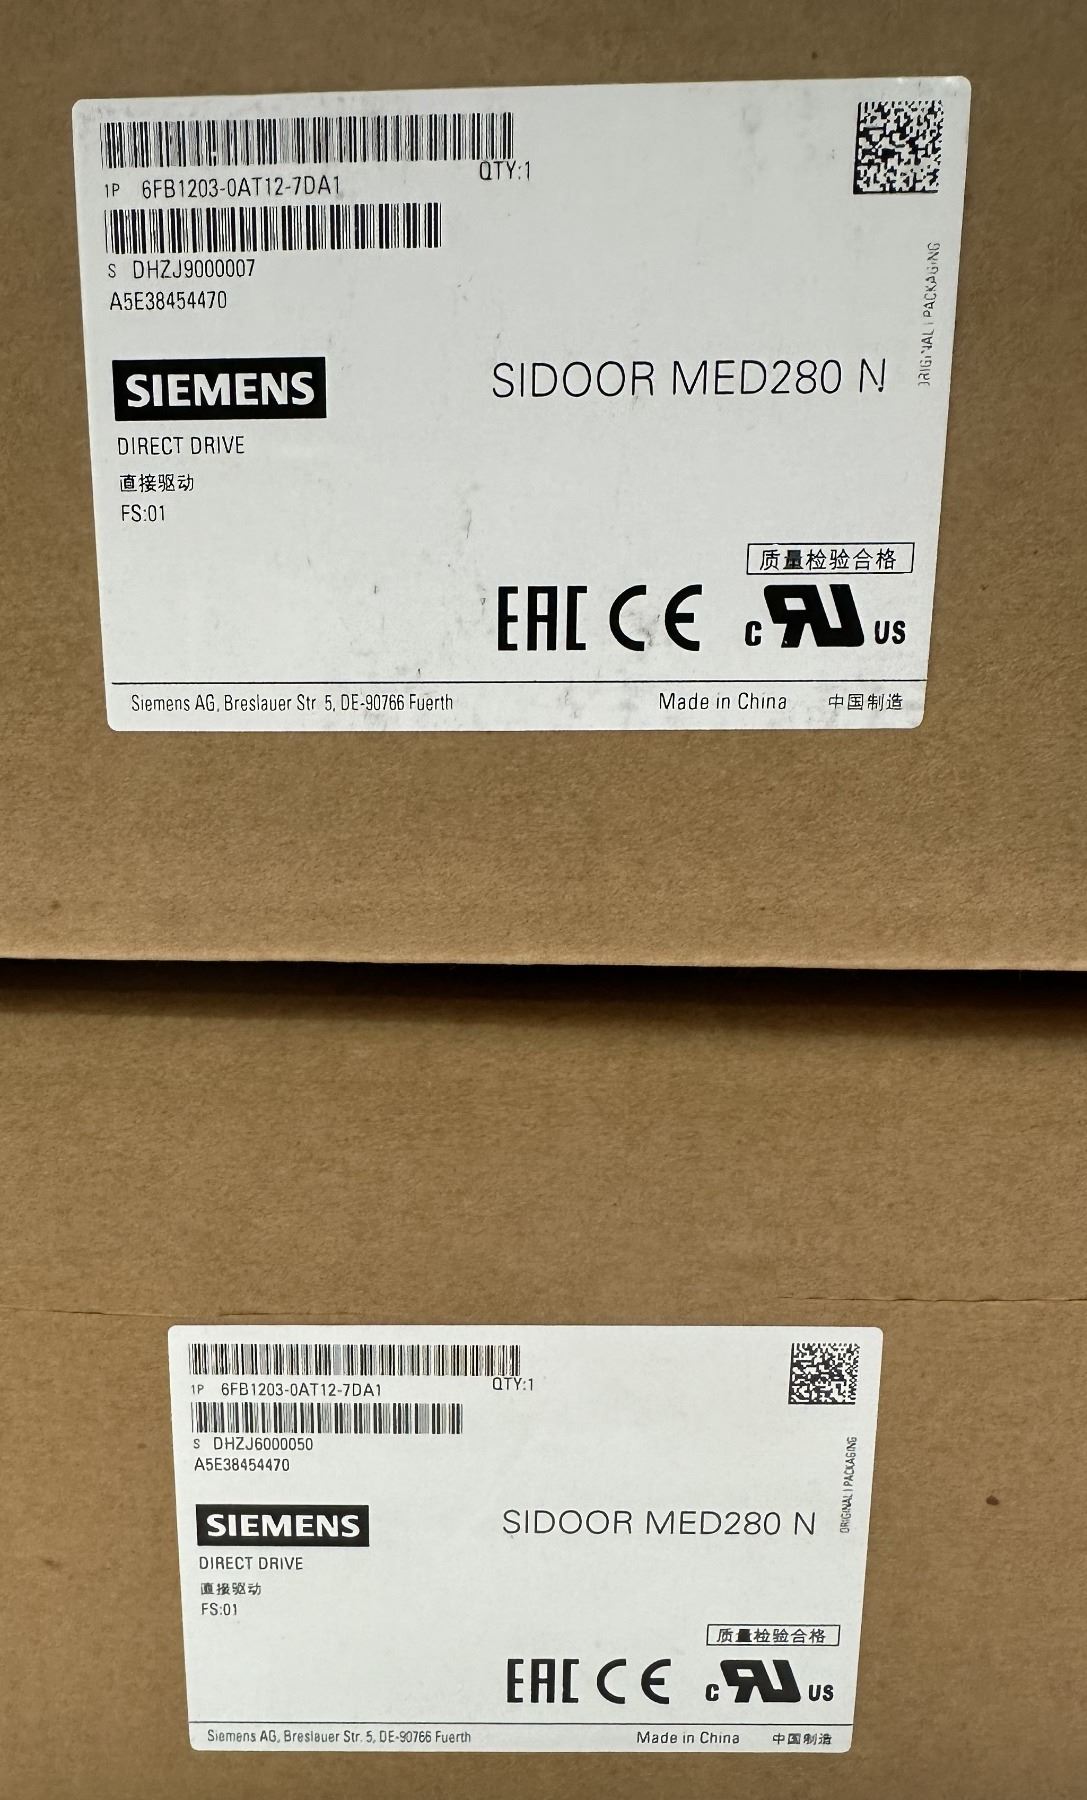 1P 6FB1203-0AT12-7DA1
QTY:1
S DHZJ9000007
A5E38454470
ORIGINAL | PACKAGING
SIEMENS
SIDOOR MED280 N
DIRECT DRIVE
直接驱动
FS:01
质量检验合格
EAC CE c RU US
Siemens AG, Breslauer Str 5, DE-90766 Fuerth Made in China 中国制造
1P 6FB1203-0AT12-7DA1
QTY:1
S DHZJ6000050
A5E38454470
ORIGINAL | PACKAGING
SIEMENS
SIDOOR MED280 N
DIRECT DRIVE
直接驱动
FS:01
质量检验合格
EAC CE c RU US
Siemens AG, Breslauer Str. 5, DE-90766 Fuerth Made in China 中国制造